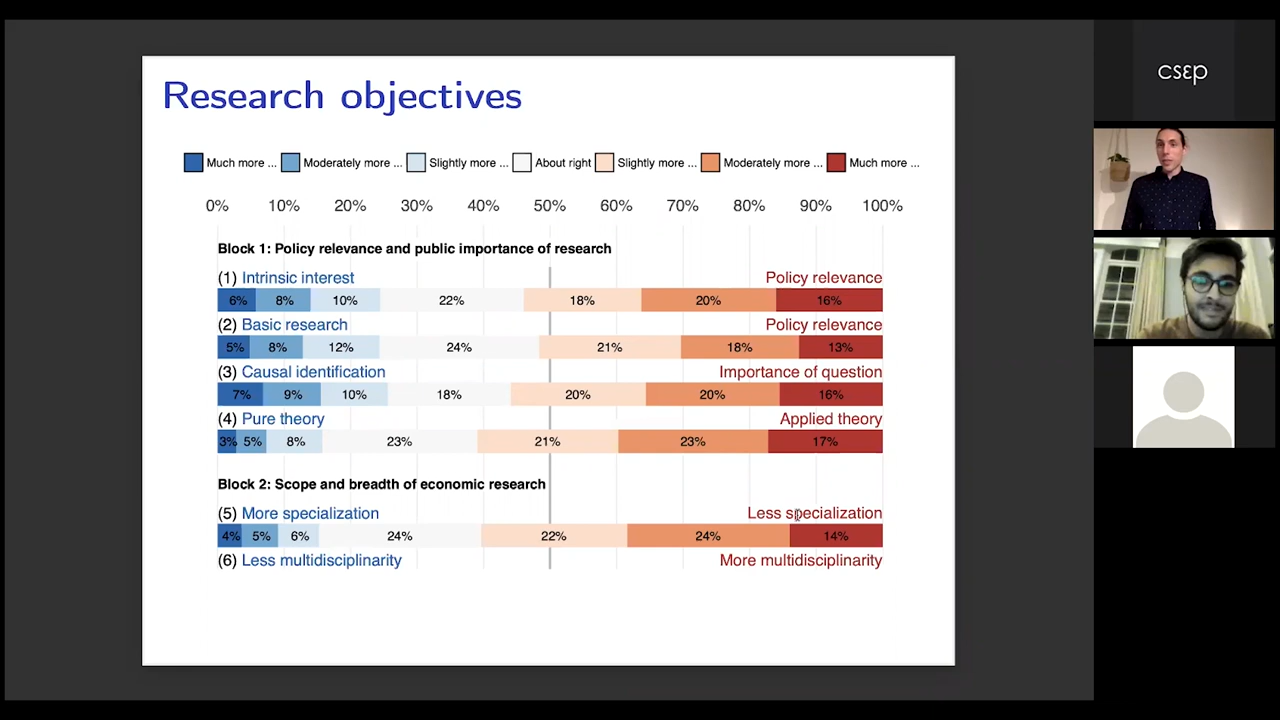 Research objectives
Much more ... Moderately more ... Slightly more ... About right Slightly more ... Moderately more ... Much more ...
0% 10% 20% 30% 40% 50% 60% 70% 80% 90% 100%
Block 1: Policy relevance and public importance of research
(1) Intrinsic interest Policy relevance
6% 8% 10% 22% 18% 20% 16%
(2) Basic research Policy relevance
5% 8% 12% 24% 21% 18% 13%
(3) Causal identification Importance of question
7% 9% 10% 18% 20% 20% 16%
(4) Pure theory Applied theory
3% 5% 8% 23% 21% 23% 17%
Block 2: Scope and breadth of economic research
(5) More specialization Less specialization
4% 5% 6% 24% 22% 24% 14%
(6) Less multidisciplinarity More multidisciplinarity
csɛp